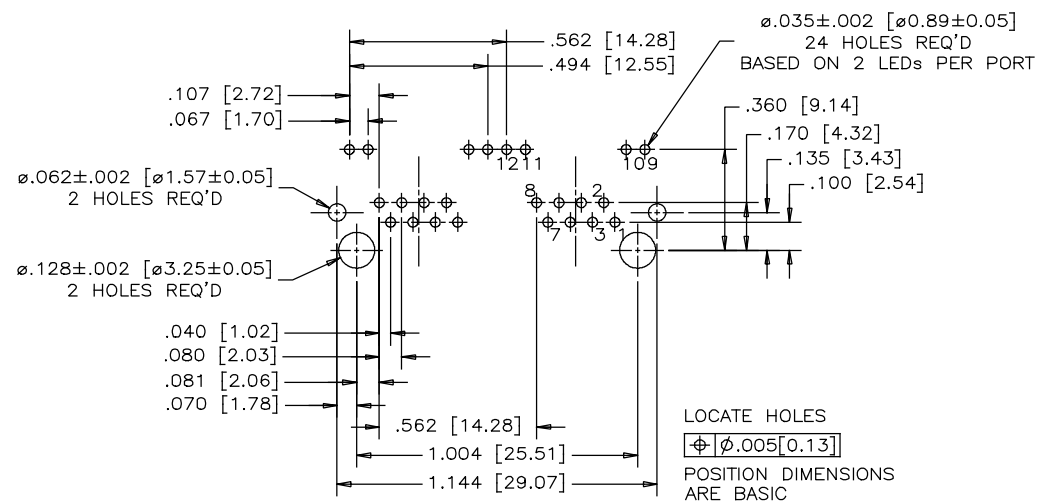 ø.035±.002 [ø0.89±0.05]
24 HOLES REQ'D
BASED ON 2 LEDs PER PORT
.562 [14.28]
.494 [12.55]
.107 [2.72]
.067 [1.70]
.360 [9.14]
.170 [4.32]
.135 [3.43]
.100 [2.54]
1211
109
ø.062±.002 [ø1.57±0.05]
2 HOLES REQ'D
8
2
7
3
1
ø.128±.002 [ø3.25±0.05]
2 HOLES REQ'D
.040 [1.02]
.080 [2.03]
.081 [2.06]
.070 [1.78]
.562 [14.28]
1.004 [25.51]
1.144 [29.07]
LOCATE HOLES
⌖ Ø.005[0.13]
POSITION DIMENSIONS
ARE BASIC